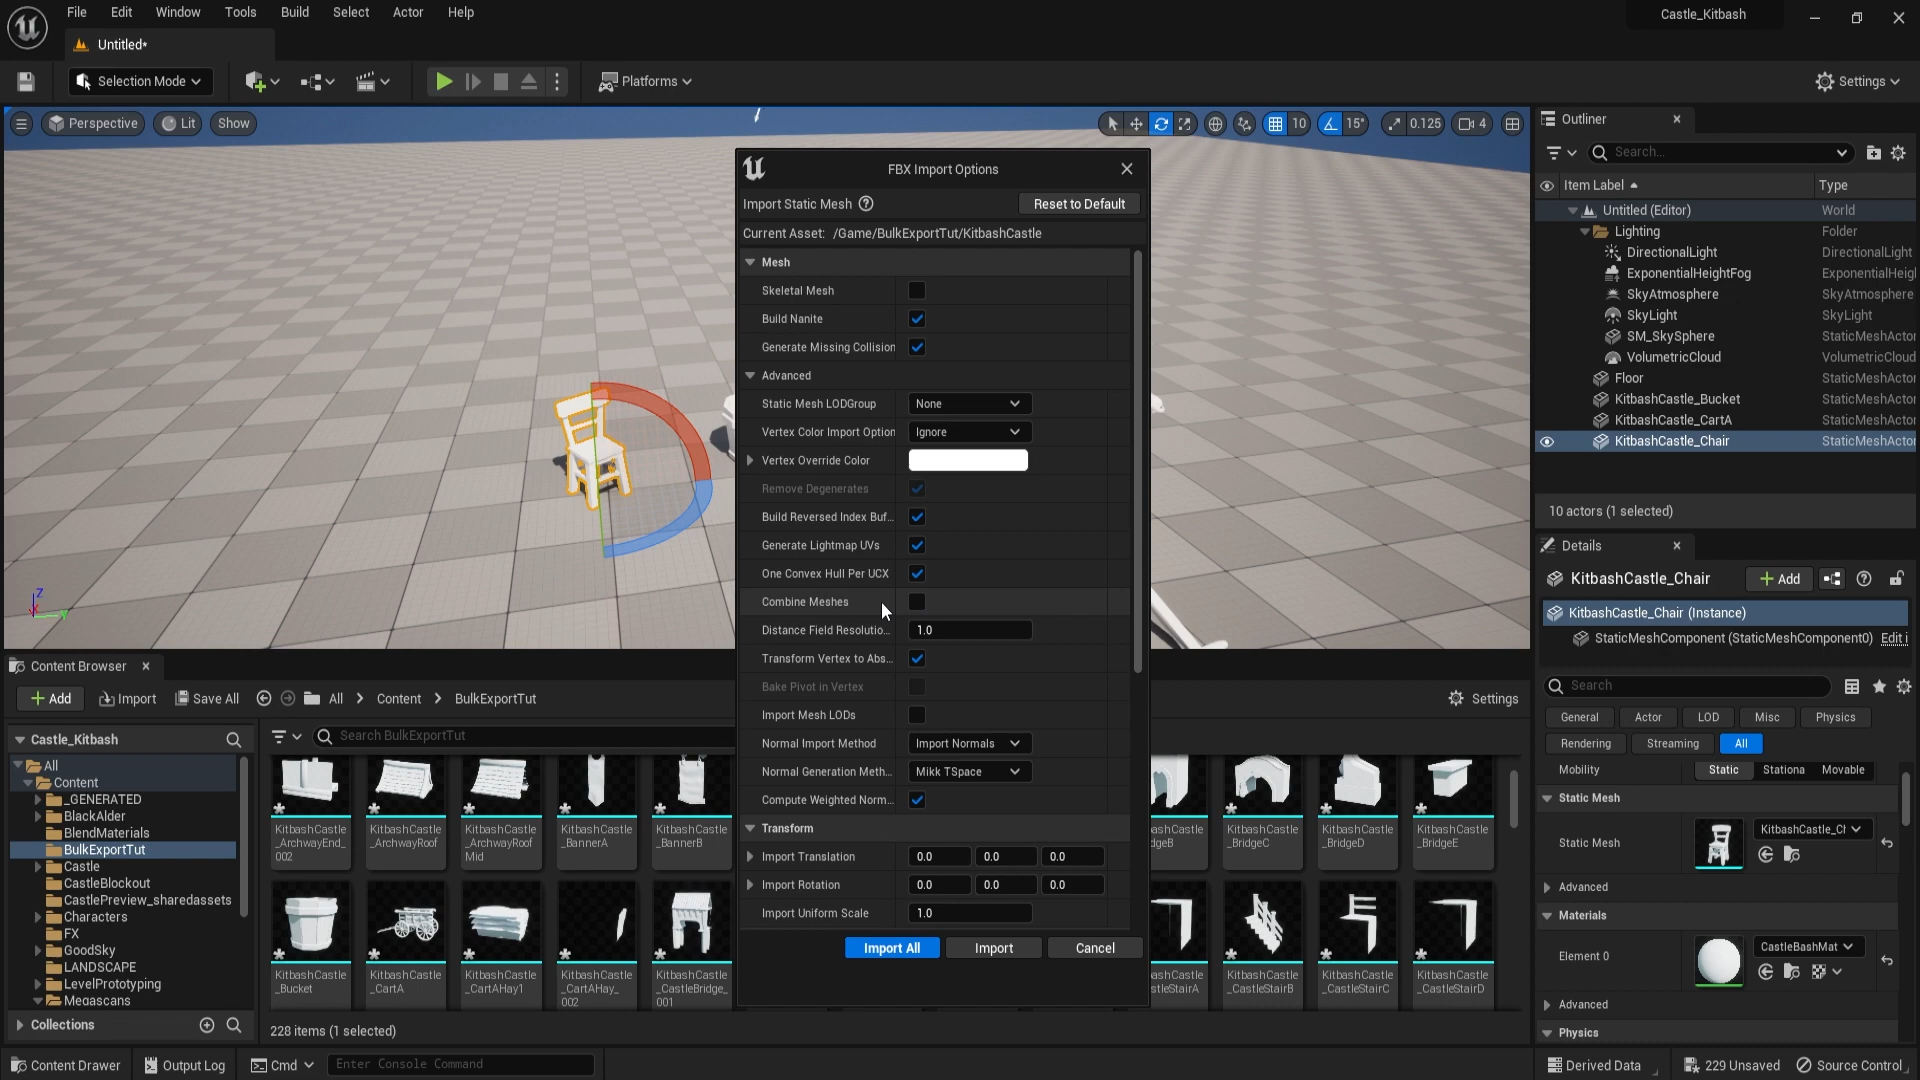 File Edit Window Tools Build Select Actor Help
Castle_Kitbash
Untitled*
Selection Mode
Platforms
Settings
Perspective Lit Show
10 15° 0.125 4
FBX Import Options
Import Static Mesh Reset to Default
Current Asset: /Game/BulkExportTut/KitbashCastle
Mesh
Skeletal Mesh
Build Nanite
Generate Missing Collision
Advanced
Static Mesh LODGroup None
Vertex Color Import Option Ignore
Vertex Override Color
Remove Degenerates
Build Reversed Index Buf...
Generate Lightmap UVs
One Convex Hull Per UCX
Combine Meshes
Distance Field Resolutio... 1.0
Transform Vertex to Abs...
Bake Pivot in Vertex
Import Mesh LODs
Normal Import Method Import Normals
Normal Generation Meth... Mikk TSpace
Compute Weighted Norm...
Transform
Import Translation 0.0 0.0 0.0
Import Rotation 0.0 0.0 0.0
Import Uniform Scale 1.0
Import All Import Cancel
Z
X Y
Outliner
Search...
Item Label Type
Untitled (Editor) World
Lighting Folder
DirectionalLight DirectionalLight
ExponentialHeightFog ExponentialHeig
SkyAtmosphere SkyAtmosphere
SkyLight SkyLight
SM_SkySphere StaticMeshActo
VolumetricCloud VolumetricCloud
Floor StaticMeshActo
KitbashCastle_Bucket StaticMeshActo
KitbashCastle_CartA StaticMeshActo
KitbashCastle_Chair StaticMeshActo
10 actors (1 selected)
Details
KitbashCastle_Chair Add
KitbashCastle_Chair (Instance)
StaticMeshComponent (StaticMeshComponent0) Edit i
Search
General Actor LOD Misc Physics
Rendering Streaming All
Mobility Static Stationa Movable
Static Mesh
Static Mesh KitbashCastle_Cl
Advanced
Materials
Element 0 CastleBashMat
Advanced
Physics
Content Browser
Add Import Save All All Content BulkExportTut Settings
Castle_Kitbash
Search BulkExportTut
All
Content
_GENERATED
BlackAlder
BlendMaterials
BulkExportTut
Castle
CastleBlockout
CastlePreview_sharedassets
Characters
FX
GoodSky
LANDSCAPE
LevelPrototyping
Megascans
Collections
KitbashCastle
_ArchwayEnd_
002
KitbashCastle
_ArchwayRoof
KitbashCastle
_ArchwayRoof
Mid
KitbashCastle
_BannerA
KitbashCastle
_BannerB
dgeB
KitbashCastle
_BridgeC
KitbashCastle
_BridgeD
KitbashCastle
_BridgeE
KitbashCastle
_Bucket
KitbashCastle
_CartA
KitbashCastle
_CartAHay1
KitbashCastle
_CartAHay_
002
KitbashCastle
_CastleBridge_
001
ashCastle
stleStairA
KitbashCastle
_CastleStairB
KitbashCastle
_CastleStairC
KitbashCastle
_CastleStairD
228 items (1 selected)
Content Drawer Output Log Cmd Enter Console Command
Derived Data 229 Unsaved Source Control